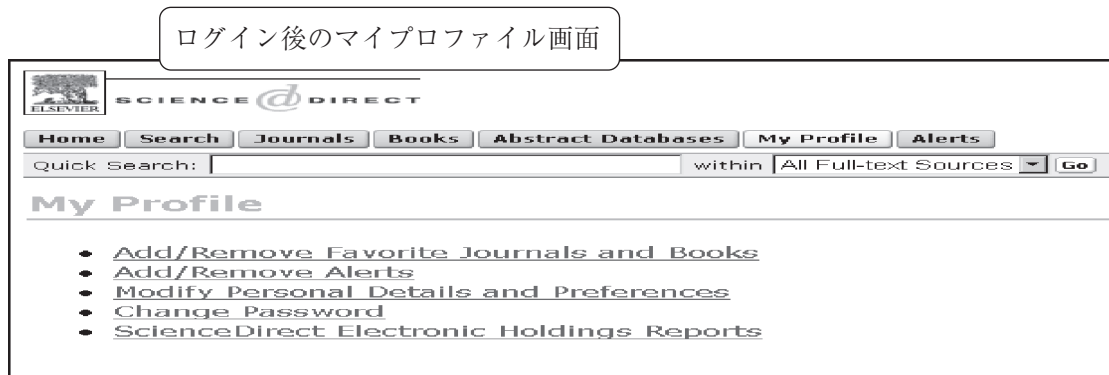 ログイン後のマイプロファイル画面
ELSEVIER
SCIENCE @ DIRECT
Home Search Journals Books Abstract Databases My Profile Alerts
Quick Search: within All Full-text Sources Go
My Profile
• Add/Remove Favorite Journals and Books
• Add/Remove Alerts
• Modify Personal Details and Preferences
• Change Password
• ScienceDirect Electronic Holdings Reports